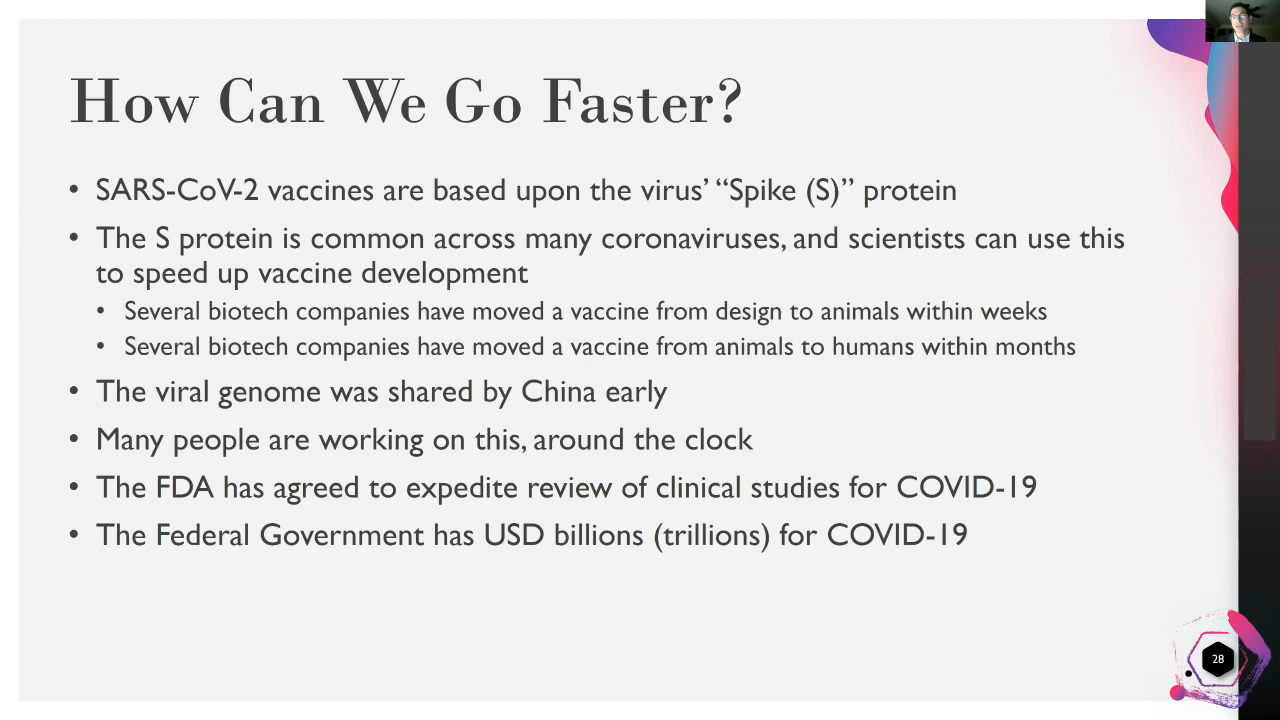 How Can We Go Faster?
• SARS-CoV-2 vaccines are based upon the virus’ “Spike (S)” protein
• The S protein is common across many coronaviruses, and scientists can use this
to speed up vaccine development
• Several biotech companies have moved a vaccine from design to animals within weeks
• Several biotech companies have moved a vaccine from animals to humans within months
• The viral genome was shared by China early
• Many people are working on this, around the clock
• The FDA has agreed to expedite review of clinical studies for COVID-19
• The Federal Government has USD billions (trillions) for COVID-19
28